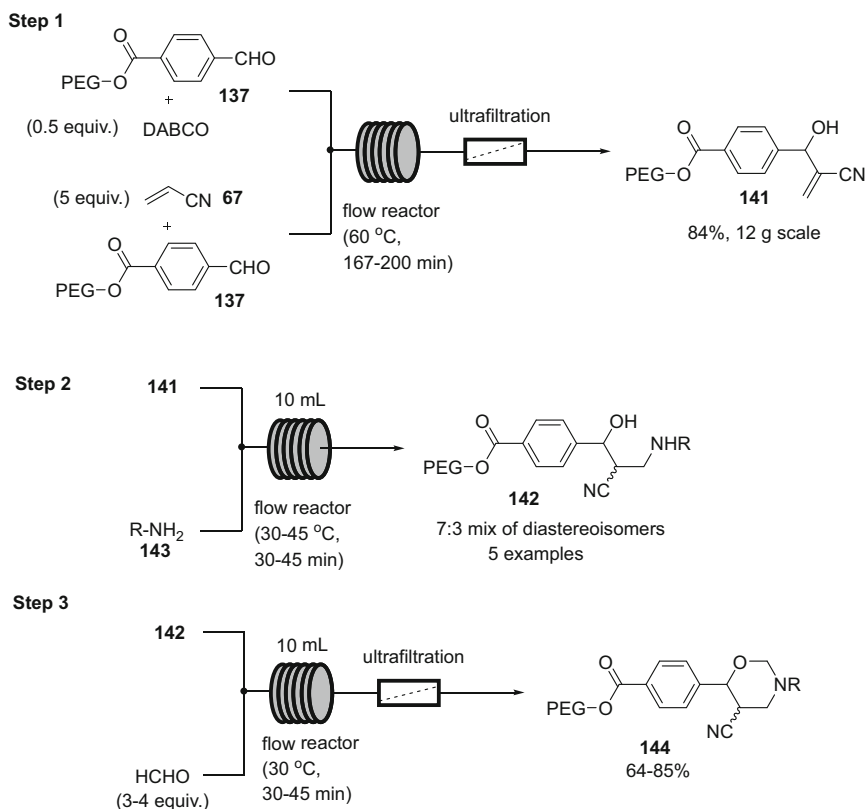 Step 1
O
PEG–O
CHO
137
+
(0.5 equiv.) DABCO
(5 equiv.) CN 67
+
O
PEG–O
CHO
137
flow reactor
(60 °C,
167-200 min)
ultrafiltration
O
PEG–O
OH
CN
141
84%, 12 g scale
Step 2
141
R-NH₂
143
10 mL
flow reactor
(30-45 °C,
30-45 min)
O
PEG–O
OH
NHR
NC
142
7:3 mix of diastereoisomers
5 examples
Step 3
142
HCHO
(3-4 equiv.)
10 mL
flow reactor
(30 °C,
30-45 min)
ultrafiltration
O
PEG–O
O
NR
NC
144
64-85%